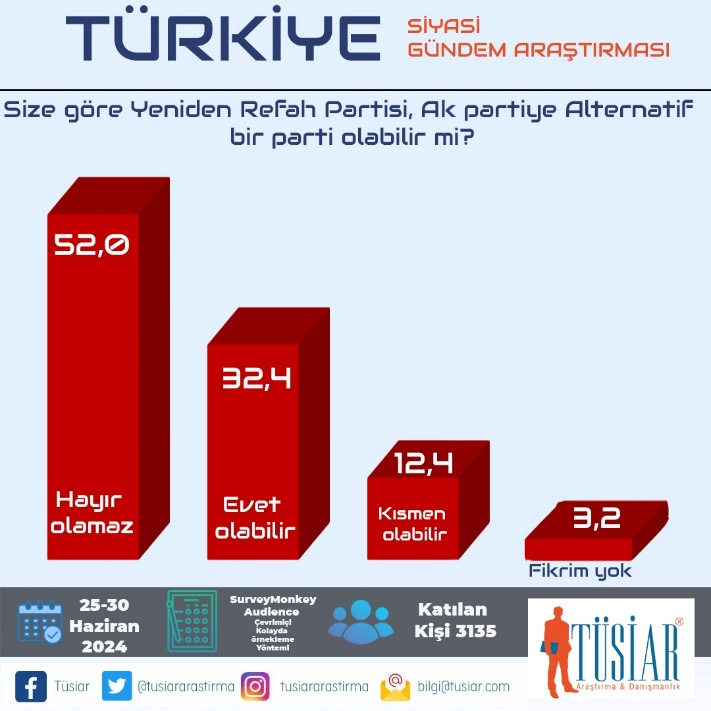 TÜRKİYE
SİYASİ
GÜNDEM ARAŞTIRMASI
Size göre Yeniden Refah Partisi, Ak partiye Alternatif
bir parti olabilir mi?
52,0
Hayır
olamaz
32,4
Evet
olabilir
12,4
Kısmen
olabilir
3,2
Fikrim yok
25-30
Haziran
2024
SurveyMonkey
Audience
Çevrimiçi
Kolayda
örnekleme
Yöntemi
Katılan
Kişi 3135
TÜSİAR®
Araştırma & Danışmanlık
Tüsiar
@tusiararastirma
tusiararastirma
bilgi@tusiar.com